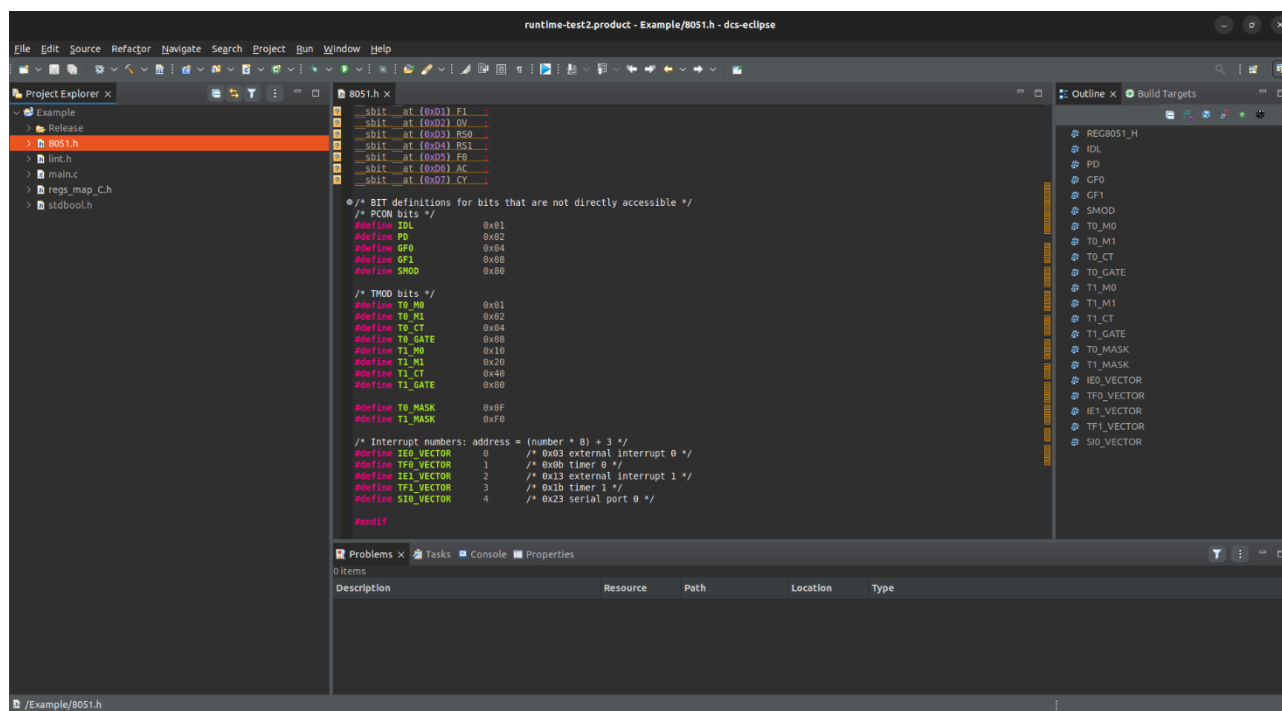 runtime-test2.product - Example/8051.h - dcs-eclipse
File Edit Source Refactor Navigate Search Project Run Window Help
Project Explorer
Example
Release
8051.h
lint.h
main.c
regs_map_C.h
stdbool.h
8051.h
__sbit __at (0xD1) F1 ;
__sbit __at (0xD2) OV ;
__sbit __at (0xD3) RS0 ;
__sbit __at (0xD4) RS1 ;
__sbit __at (0xD5) F0 ;
__sbit __at (0xD6) AC ;
__sbit __at (0xD7) CY ;
/* BIT definitions for bits that are not directly accessible */
/* PCON bits */
#define IDL 0x01
#define PD 0x02
#define GF0 0x04
#define GF1 0x08
#define SMOD 0x80
/* TMOD bits */
#define T0_M0 0x01
#define T0_M1 0x02
#define T0_CT 0x04
#define T0_GATE 0x08
#define T1_M0 0x10
#define T1_M1 0x20
#define T1_CT 0x40
#define T1_GATE 0x80
#define T0_MASK 0x0F
#define T1_MASK 0xF0
/* Interrupt numbers: address = (number * 8) + 3 */
#define IE0_VECTOR 0 /* 0x03 external interrupt 0 */
#define TF0_VECTOR 1 /* 0x0b timer 0 */
#define IE1_VECTOR 2 /* 0x13 external interrupt 1 */
#define TF1_VECTOR 3 /* 0x1b timer 1 */
#define SI0_VECTOR 4 /* 0x23 serial port 0 */
#endif
Outline Build Targets
REG8051_H
IDL
PD
GF0
GF1
SMOD
T0_M0
T0_M1
T0_CT
T0_GATE
T1_M0
T1_M1
T1_CT
T1_GATE
T0_MASK
T1_MASK
IE0_VECTOR
TF0_VECTOR
IE1_VECTOR
TF1_VECTOR
SI0_VECTOR
Problems Tasks Console Properties
0 items
Description Resource Path Location Type
/Example/8051.h